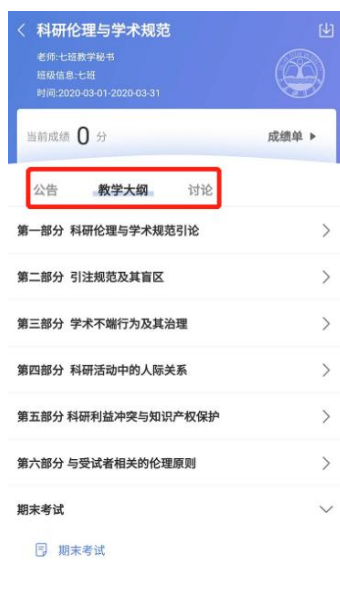 科研伦理与学术规范
老师:七班教学秘书
班级信息:七班
时间:2020-03-01-2020-03-31
当前成绩 0 分 成绩单
公告 教学大纲 讨论
第一部分 科研伦理与学术规范引论
第二部分 引注规范及其盲区
第三部分 学术不端行为及其治理
第四部分 科研活动中的人际关系
第五部分 科研利益冲突与知识产权保护
第六部分 与受试者相关的伦理原则
期末考试
期末考试